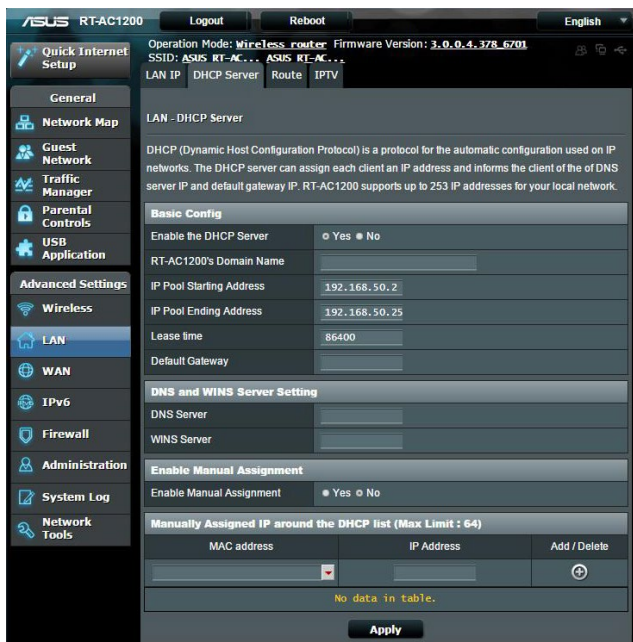 ASUS RT-AC1200 Logout Reboot English
Quick Internet Setup
Operation Mode: Wireless router Firmware Version: 3.0.0.4.378_6701
SSID: ASUS RT-AC... ASUS RT-AC...
LAN IP DHCP Server Route IPTV
General
Network Map
Guest Network
Traffic Manager
Parental Controls
USB Application
Advanced Settings
Wireless
LAN
WAN
IPv6
Firewall
Administration
System Log
Network Tools
LAN - DHCP Server
DHCP (Dynamic Host Configuration Protocol) is a protocol for the automatic configuration used on IP
networks. The DHCP server can assign each client an IP address and informs the client of the of DNS
server IP and default gateway IP. RT-AC1200 supports up to 253 IP addresses for your local network.
Basic Config
Enable the DHCP Server Yes No
RT-AC1200's Domain Name
IP Pool Starting Address 192.168.50.2
IP Pool Ending Address 192.168.50.25
Lease time 86400
Default Gateway
DNS and WINS Server Setting
DNS Server
WINS Server
Enable Manual Assignment
Enable Manual Assignment Yes No
Manually Assigned IP around the DHCP list (Max Limit : 64)
MAC address IP Address Add / Delete
No data in table.
Apply